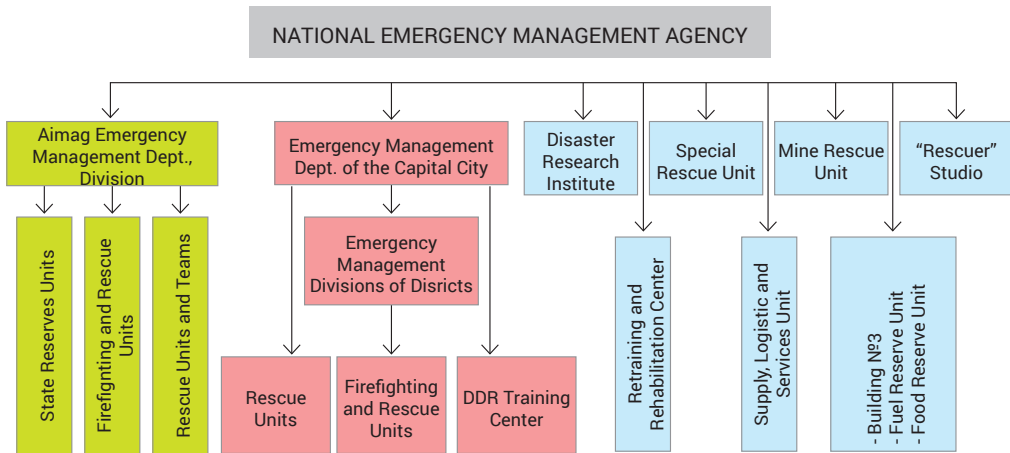 NATIONAL EMERGENCY MANAGEMENT AGENCY
Aimag Emergency
Management Dept.,
Division
State Reserves Units
Firefignting and Rescue
Units
Rescue Units and Teams
Emergency Management
Dept. of the Capital City
Emergency
Management
Divisions of Disricts
Rescue
Units
Firefighting
and Rescue
Units
DDR Training
Center
Disaster
Research
Institute
Special
Rescue Unit
Mine Rescue
Unit
“Rescuer”
Studio
Retraining and
Rehabilitation Center
Supply, Logistic and
Services Unit
- Building №3
- Fuel Reserve Unit
- Food Reserve Unit